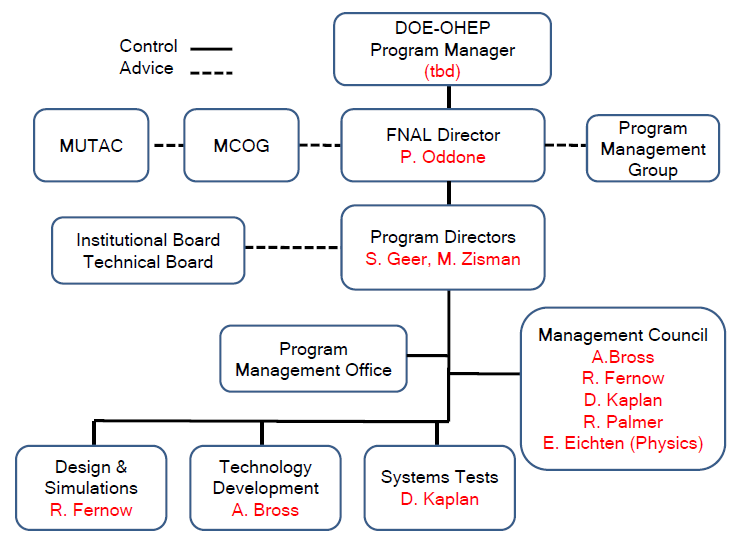 DOE-OHEP
Program Manager
(tbd)
Control
Advice
MUTAC
MCOG
FNAL Director
P. Oddone
Program
Management
Group
Institutional Board
Technical Board
Program Directors
S. Geer, M. Zisman
Program
Management Office
Management Council
A.Bross
R. Fernow
D. Kaplan
R. Palmer
E. Eichten (Physics)
Design &
Simulations
R. Fernow
Technology
Development
A. Bross
Systems Tests
D. Kaplan